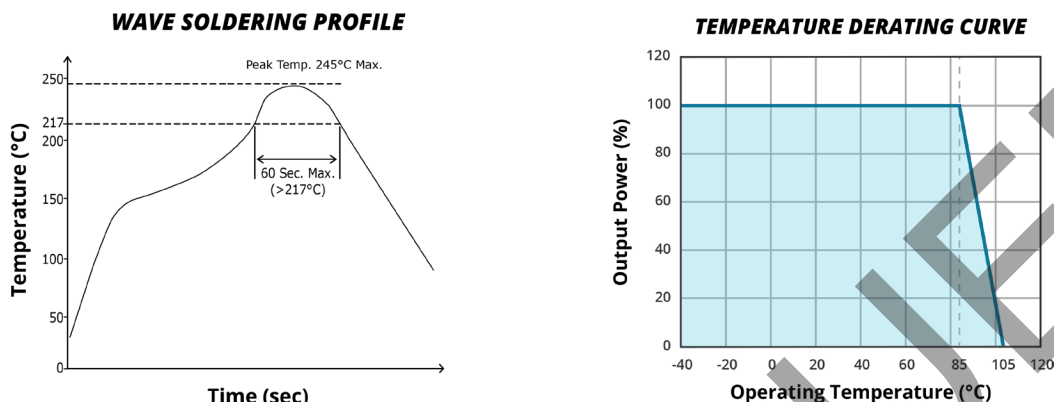 WAVE SOLDERING PROFILE
Peak Temp. 245°C Max.
250
217
200
150
100
50
0
60 Sec. Max.
(>217°C)
Temperature (°C)
Time (sec)
TEMPERATURE DERATING CURVE
120
100
80
60
40
20
0
-40 -20 0 20 40 60 85 105 120
Output Power (%)
Operating Temperature (°C)